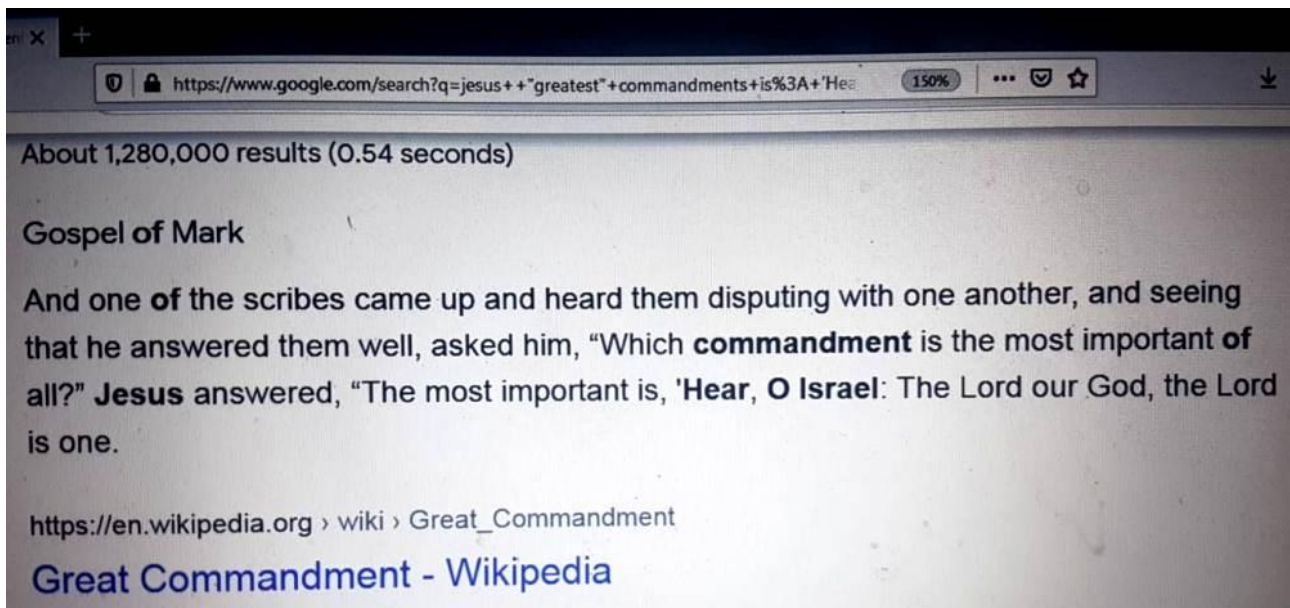 https://www.google.com/search?q=jesus++"greatest"+commandments+is%3A+'Hea
150%
About 1,280,000 results (0.54 seconds)
Gospel of Mark
And one of the scribes came up and heard them disputing with one another, and seeing
that he answered them well, asked him, “Which commandment is the most important of
all?” Jesus answered, “The most important is, 'Hear, O Israel: The Lord our God, the Lord
is one.
https://en.wikipedia.org › wiki › Great_Commandment
Great Commandment - Wikipedia